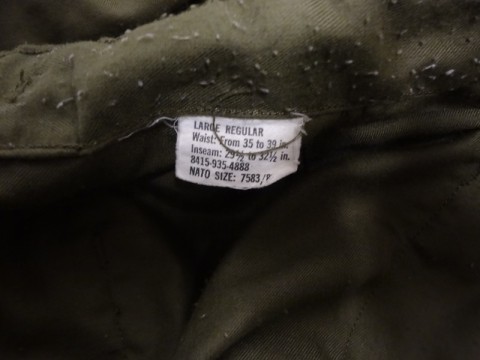 LARGE REGULAR
Waist: From 35 to 39 in.
Inseam: 29½ to 32½ in.
8415-935-4888
NATO SIZE: 7583/